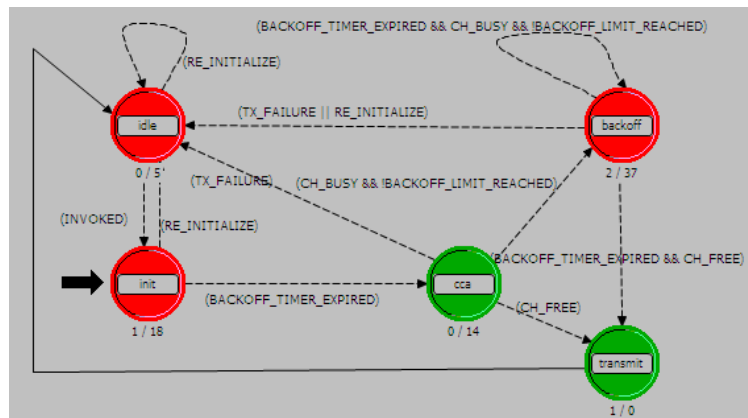 (BACKOFF_TIMER_EXPIRED && CH_BUSY && !BACKOFF_LIMIT_REACHED)
(RE_INITIALIZE)
(TX_FAILURE || RE_INITIALIZE)
idle
backoff
0 / 5
2 / 37
(TX_FAILURE)
(CH_BUSY && !BACKOFF_LIMIT_REACHED)
(INVOKED)
(RE_INITIALIZE)
(BACKOFF_TIMER_EXPIRED && CH_FREE)
init
cca
(BACKOFF_TIMER_EXPIRED)
(CH_FREE)
1 / 18
0 / 14
transmit
1 / 0